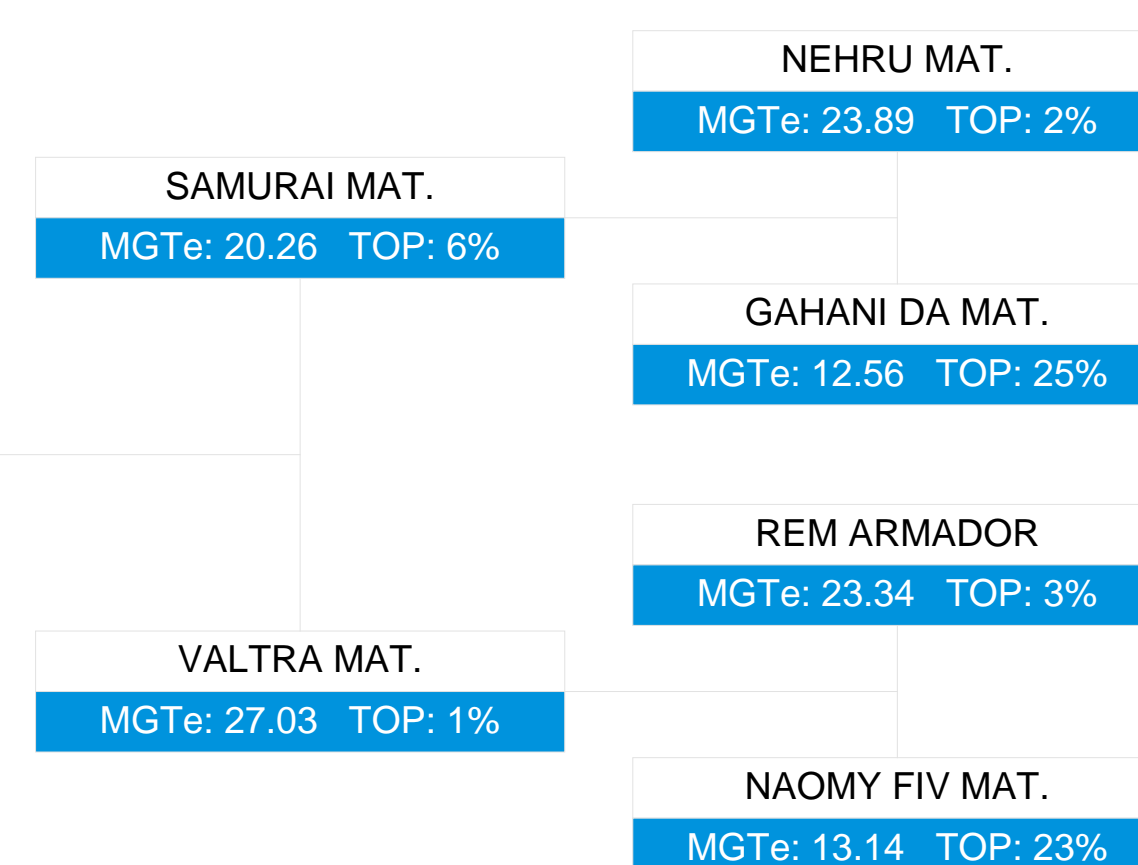 NEHRU MAT.
MGTe: 23.89 TOP: 2%
SAMURAI MAT.
MGTe: 20.26 TOP: 6%
GAHANI DA MAT.
MGTe: 12.56 TOP: 25%
REM ARMADOR
MGTe: 23.34 TOP: 3%
VALTRA MAT.
MGTe: 27.03 TOP: 1%
NAOMY FIV MAT.
MGTe: 13.14 TOP: 23%